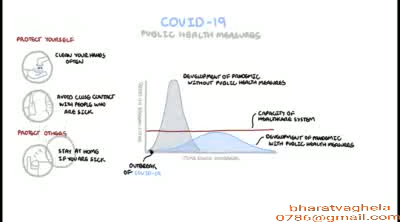 COVID-19
PUBLIC HEALTH MEASURES
PROTECT YOURSELF
CLEAN YOUR HANDS
OFTEN
AVOID CLOSE CONTACT
WITH PEOPLE WHO
ARE SICK
PROTECT OTHERS
STAY AT HOME
IF YOU ARE SICK
DEVELOPMENT OF PANDEMIC
WITHOUT PUBLIC HEALTH MEASURES
CAPACITY OF
HEALTHCARE SYSTEM
DEVELOPMENT OF PANDEMIC
WITH PUBLIC HEALTH MEASURES
OUTBREAK
OF COVID-19
bharatvaghela
0786@gmail.com